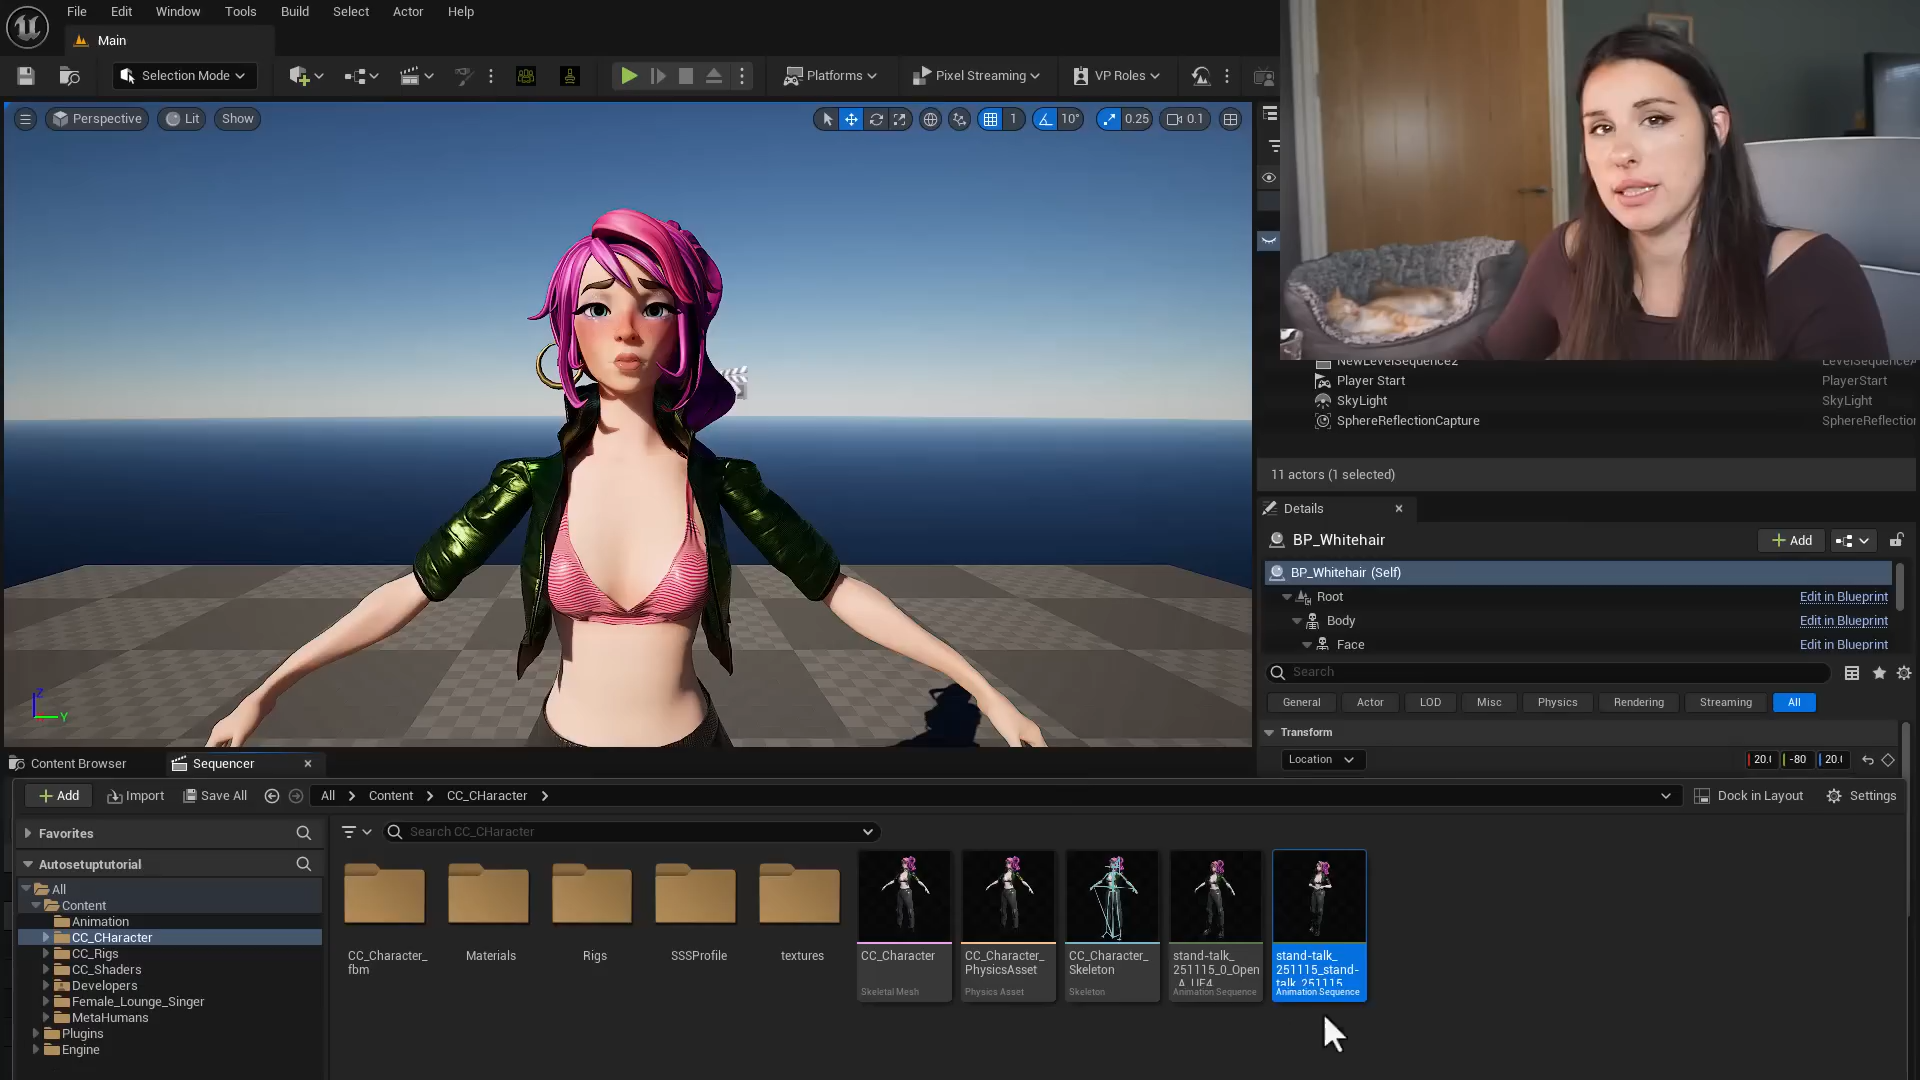 File Edit Window Tools Build Select Actor Help
Main
Selection Mode
Platforms
Pixel Streaming
VP Roles
Perspective
Lit
Show
1
10°
0.25
0.1
Z
Y
NewLevelSequence2
Player Start PlayerStart
SkyLight SkyLight
SphereReflectionCapture SphereReflection
11 actors (1 selected)
Details
BP_Whitehair
Add
BP_Whitehair (Self)
Root Edit in Blueprint
Body Edit in Blueprint
Face Edit in Blueprint
Search
General Actor LOD Misc Physics Rendering Streaming All
Transform
Location 20.( -80 20.(
Content Browser
Sequencer
Add Import Save All All Content CC_CHaracter Dock in Layout Settings
Favorites
Search CC_CHaracter
Autosetuptutorial
All
Content
Animation
CC_CHaracter
CC_Rigs
CC_Shaders
Developers
Female_Lounge_Singer
MetaHumans
Plugins
Engine
CC_Character_
fbm
Materials
Rigs
SSSProfile
textures
CC_Character
Skeletal Mesh
CC_Character_
PhysicsAsset
Physics Asset
CC_Character_
Skeleton
Skeleton
stand-talk_
251115_0_Open
_A_UE4
Animation Sequence
stand-talk_
251115_stand-
talk_251115
Animation Sequence